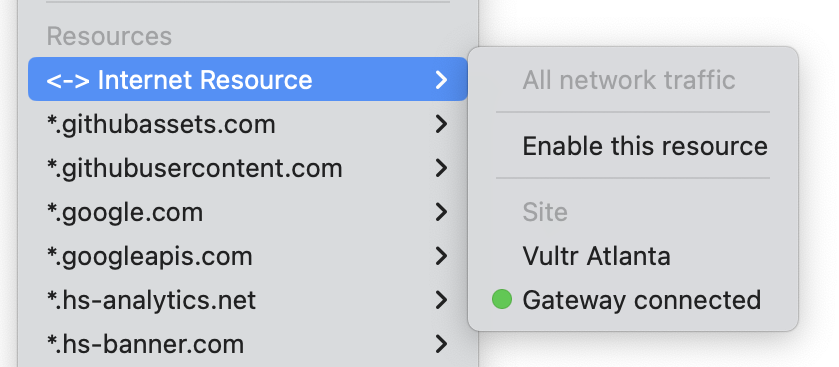 Resources
<-> Internet Resource
*.githubassets.com
*.githubusercontent.com
*.google.com
*.googleapis.com
*.hs-analytics.net
*.hs-banner.com
All network traffic
Enable this resource
Site
Vultr Atlanta
Gateway connected